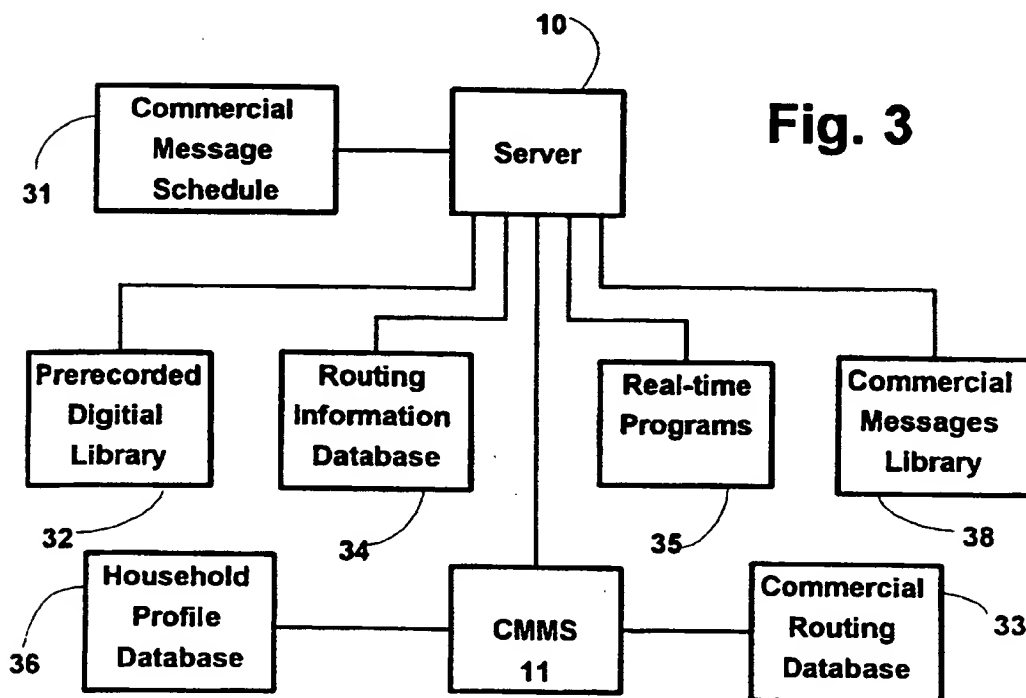 10
Commercial
Message
Schedule
31
Server
Fig. 3
Prerecorded
Digitial
Library
32
Routing
Information
Database
34
Real-time
Programs
35
Commercial
Messages
Library
38
Household
Profile
Database
36
CMMS
11
Commercial
Routing
Database
33